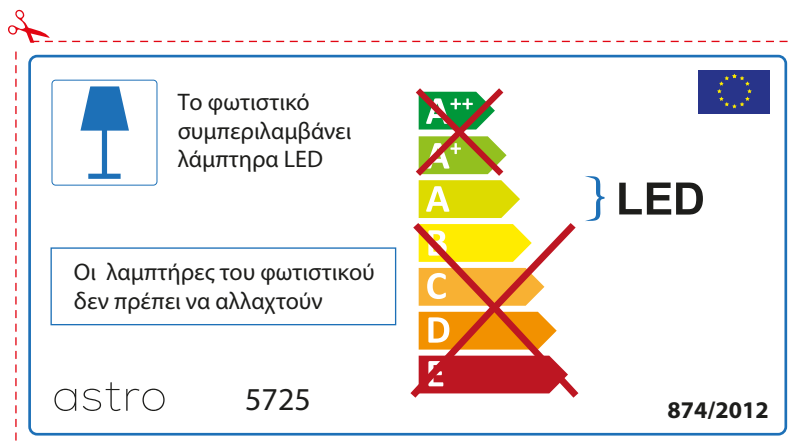 Το φωτιστικό
συμπεριλαμβάνει
λάμπτηρα LED
A++
A+
A
B
C
D
E
LED
Οι λαμπτήρες του φωτιστικού
δεν πρέπει να αλλαχτούν
astro
5725
874/2012